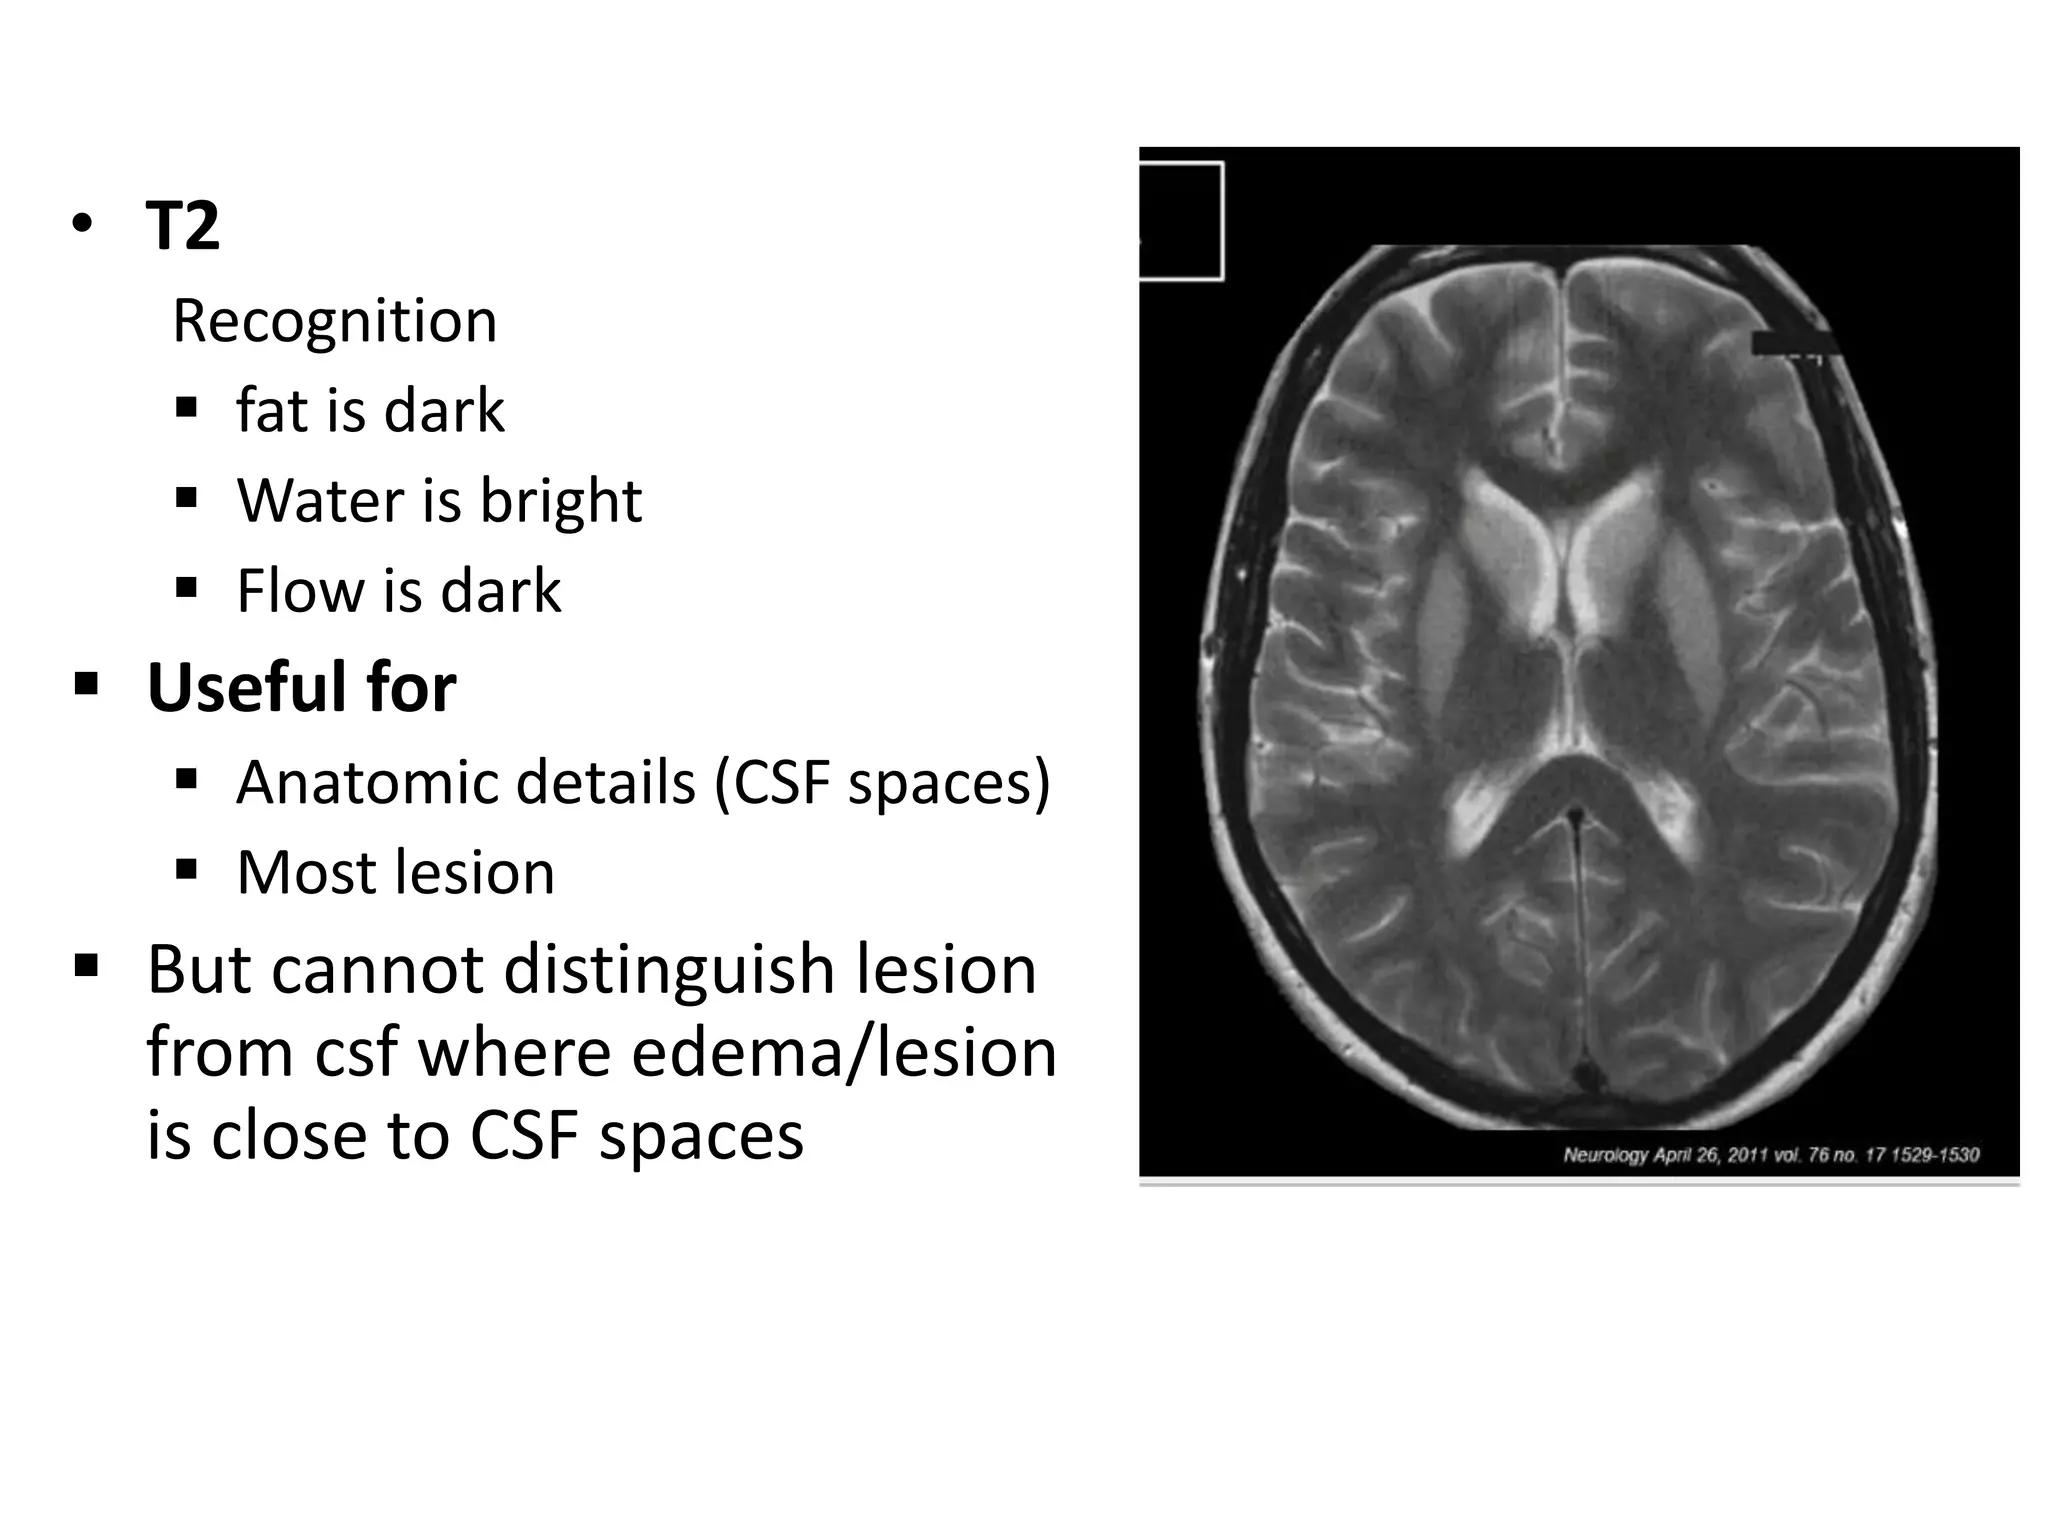 • T2
Recognition
▪ fat is dark
▪ Water is bright
▪ Flow is dark
▪ Useful for
▪ Anatomic details (CSF spaces)
▪ Most lesion
▪ But cannot distinguish lesion
from csf where edema/lesion
is close to CSF spaces
Neurology April 26, 2011 vol. 76 no. 17 1529-1530